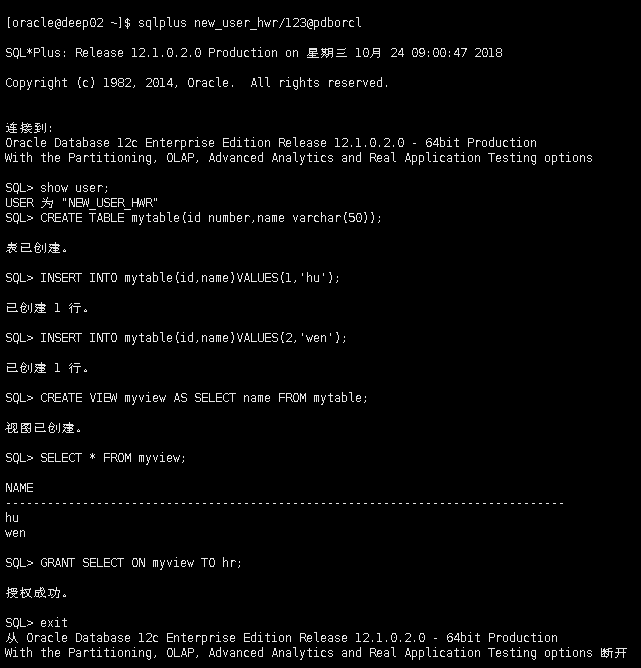 [oracle@deep02 ~]$ sqlplus new_user_hwr/123@pdborcl
SQL*Plus: Release 12.1.0.2.0 Production on 星期三 10月 24 09:00:47 2018
Copyright (c) 1982, 2014, Oracle.  All rights reserved.
连接到:
Oracle Database 12c Enterprise Edition Release 12.1.0.2.0 - 64bit Production
With the Partitioning, OLAP, Advanced Analytics and Real Application Testing options
SQL> show user;
USER 为 "NEW_USER_HWR"
SQL> CREATE TABLE mytable(id number,name varchar(50));
表已创建。
SQL> INSERT INTO mytable(id,name)VALUES(1,'hu');
已创建 1 行。
SQL> INSERT INTO mytable(id,name)VALUES(2,'wen');
已创建 1 行。
SQL> CREATE VIEW myview AS SELECT name FROM mytable;
视图已创建。
SQL> SELECT * FROM myview;
NAME
--------------------------------------------------------------------------------
hu
wen
SQL> GRANT SELECT ON myview TO hr;
授权成功。
SQL> exit
从 Oracle Database 12c Enterprise Edition Release 12.1.0.2.0 - 64bit Production
With the Partitioning, OLAP, Advanced Analytics and Real Application Testing options 断开